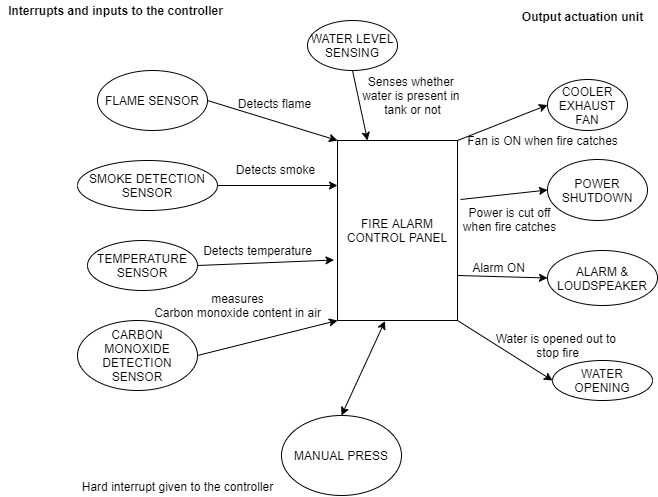 Interrupts and inputs to the controller
Output actuation unit
WATER LEVEL
SENSING
Senses whether
water is present in
tank or not
FLAME SENSOR
Detects flame
COOLER
EXHAUST
FAN
Fan is ON when fire catches
SMOKE DETECTION
SENSOR
Detects smoke
POWER
SHUTDOWN
Power is cut off
when fire catches
FIRE ALARM
CONTROL PANEL
TEMPERATURE
SENSOR
Detects temperature
Alarm ON
ALARM &
LOUDSPEAKER
measures
Carbon monoxide content in air
CARBON
MONOXIDE
DETECTION
SENSOR
Water is opened out to
stop fire
WATER
OPENING
MANUAL PRESS
Hard interrupt given to the controller